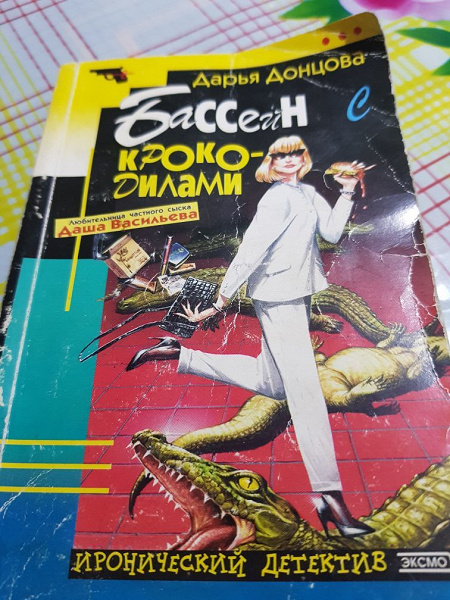 Дарья Донцова
Бассейн с
кроко-
дилами
Любительница частного сыска
Даша Васильева
ИРОНИЧЕСКИЙ ДЕТЕКТИВ
ЭКСМО